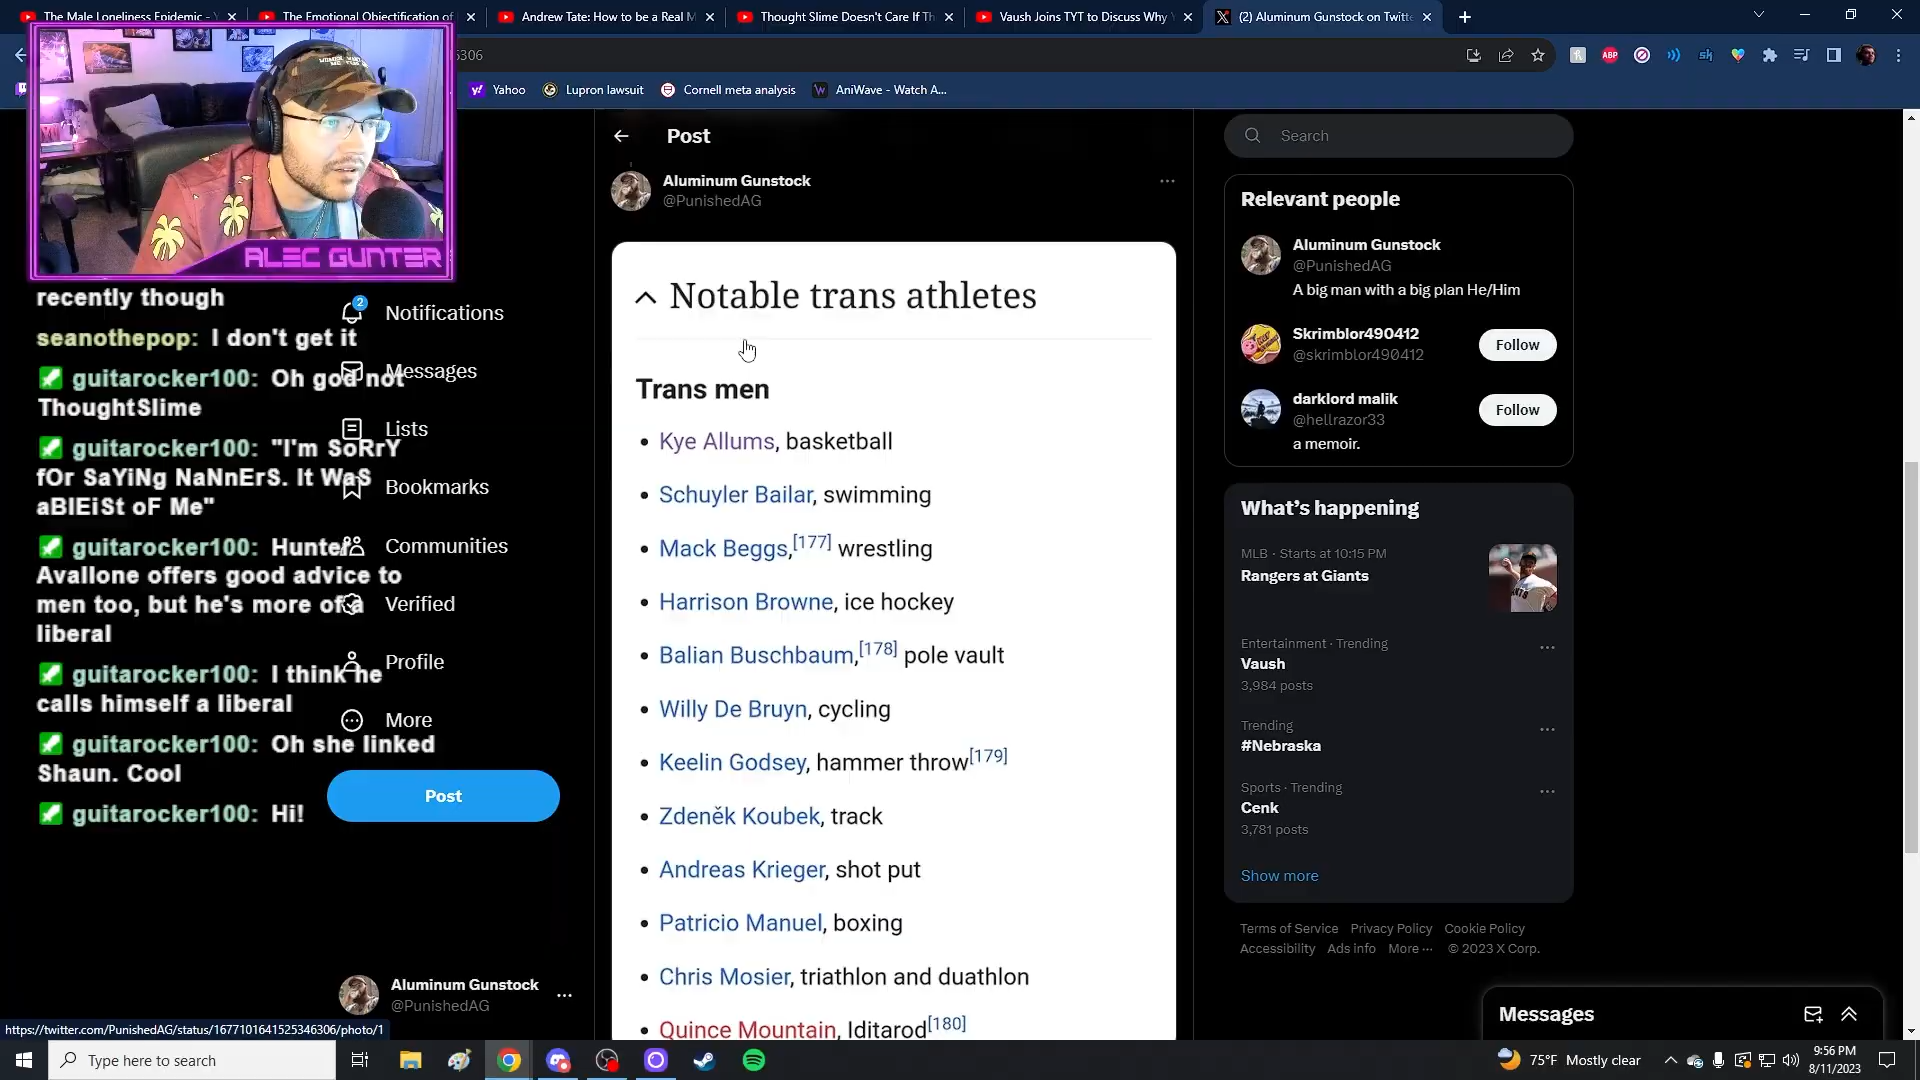 The Male Loneliness Epidemic - Y
The Emotional Objectification of
Andrew Tate: How to be a Real M
Thought Slime Doesn't Care If Th
Vaush Joins TYT to Discuss Why Y
(2) Aluminum Gunstock on Twitte
5306
Yahoo
Lupron lawsuit
Cornell meta analysis
AniWave - Watch A...
ALEC GUNTER
recently though
seanothepop: I don't get it
guitarocker100: Oh god not
ThoughtSlime
guitarocker100: "I'm SoRrY
fOr SaYiNg NaNnErS. It WaS
aBlEiSt oF Me"
guitarocker100: Hunter
Avallone offers good advice to
men too, but he's more of a
liberal
guitarocker100: I think he
calls himself a liberal
guitarocker100: Oh she linked
Shaun. Cool
guitarocker100: Hi!
2
Notifications
Messages
Lists
Bookmarks
Communities
Verified
Profile
More
Post
Aluminum Gunstock
@PunishedAG
https://twitter.com/PunishedAG/status/1677101641525346306/photo/1
Post
Aluminum Gunstock
@PunishedAG
Notable trans athletes
Trans men
• Kye Allums, basketball
• Schuyler Bailar, swimming
• Mack Beggs,[177] wrestling
• Harrison Browne, ice hockey
• Balian Buschbaum,[178] pole vault
• Willy De Bruyn, cycling
• Keelin Godsey, hammer throw[179]
• Zdeněk Koubek, track
• Andreas Krieger, shot put
• Patricio Manuel, boxing
• Chris Mosier, triathlon and duathlon
• Quince Mountain, Iditarod[180]
Search
Relevant people
Aluminum Gunstock
@PunishedAG
A big man with a big plan He/Him
Skrimblor490412
@skrimblor490412
Follow
darklord malik
@hellrazor33
Follow
a memoir.
What's happening
MLB · Starts at 10:15 PM
Rangers at Giants
Entertainment · Trending
Vaush
3,984 posts
Trending
#Nebraska
Sports · Trending
Cenk
3,781 posts
Show more
Terms of Service Privacy Policy Cookie Policy
Accessibility Ads info More ··· © 2023 X Corp.
Messages
Type here to search
75°F Mostly clear
9:56 PM
8/11/2023